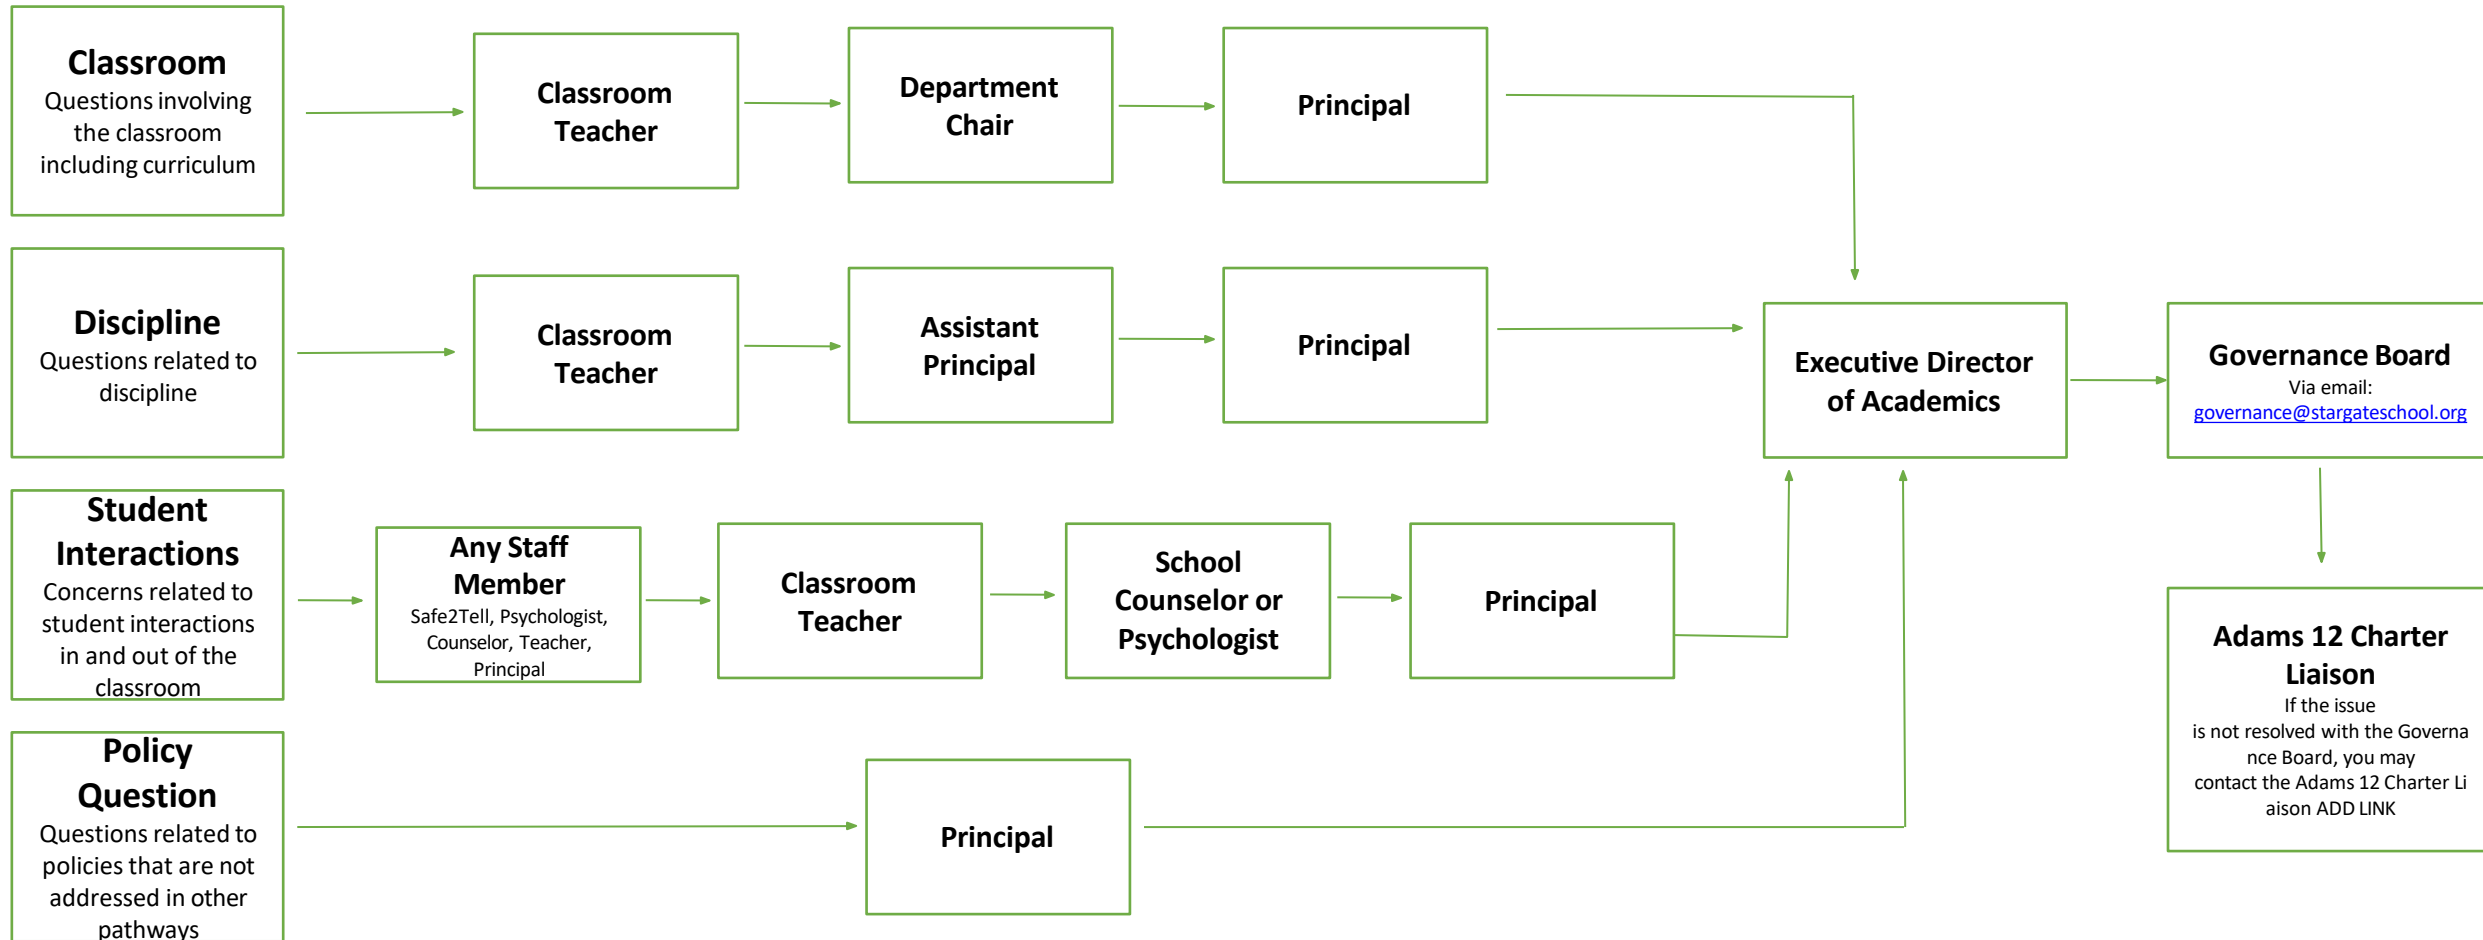 Classroom
Questions involving
the classroom
including curriculum
Classroom
Teacher
Department
Chair
Principal
Discipline
Questions related to
discipline
Classroom
Teacher
Assistant
Principal
Principal
Executive Director
of Academics
Governance Board
Via email:
governance@stargateschool.org
Student
Interactions
Concerns related to
student interactions
in and out of the
classroom
Any Staff
Member
Safe2Tell, Psychologist,
Counselor, Teacher,
Principal
Classroom
Teacher
School
Counselor or
Psychologist
Principal
Adams 12 Charter
Liaison
If the issue
is not resolved with the Governa
nce Board, you may
contact the Adams 12 Charter Li
aison ADD LINK
Policy
Question
Questions related to
policies that are not
addressed in other
pathways
Principal